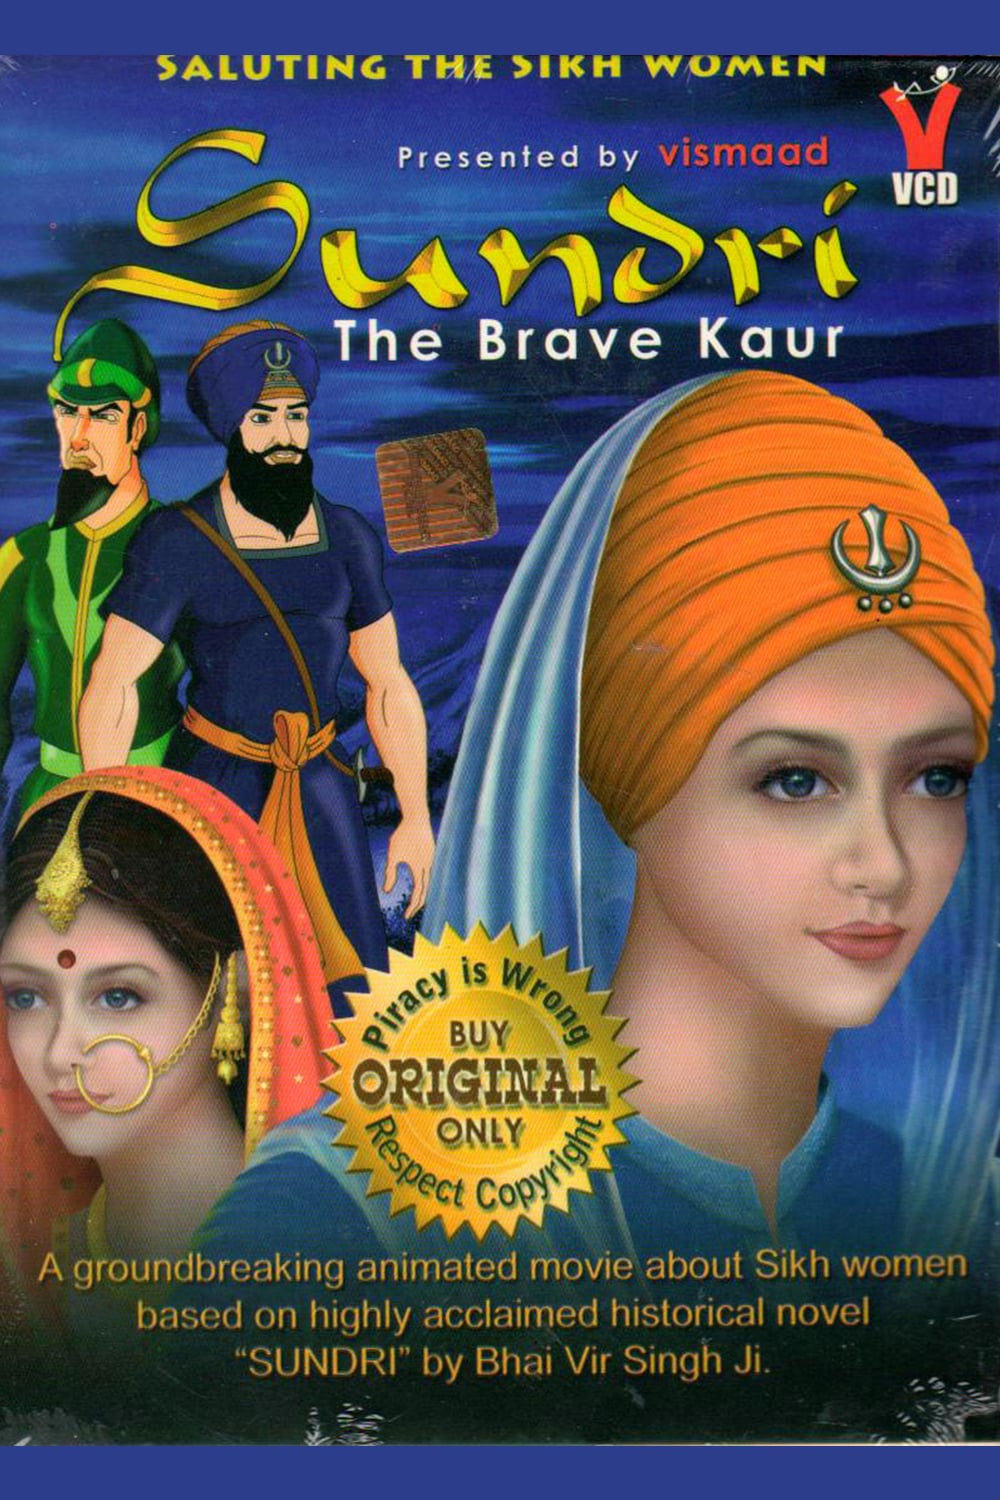 SALUTING THE SIKH WOMEN
Presented by vismaad
VCD
Sundri
The Brave Kaur
Piracy is Wrong
BUY
ORIGINAL
ONLY
Respect Copyright
A groundbreaking animated movie about Sikh women
based on highly acclaimed historical novel
“SUNDRI” by Bhai Vir Singh Ji.